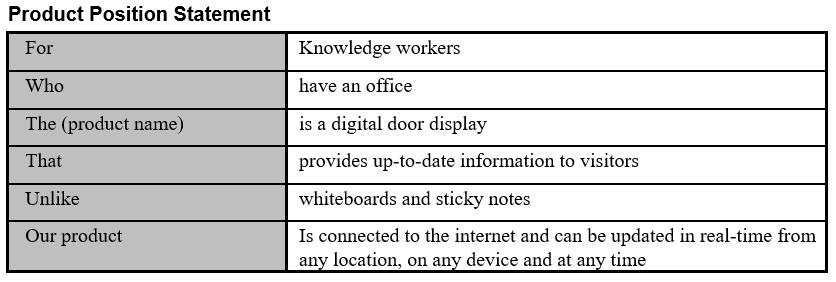 Product Position Statement
For Knowledge workers
Who have an office
The (product name) is a digital door display
That provides up-to-date information to visitors
Unlike whiteboards and sticky notes
Our product Is connected to the internet and can be updated in real-time from
any location, on any device and at any time